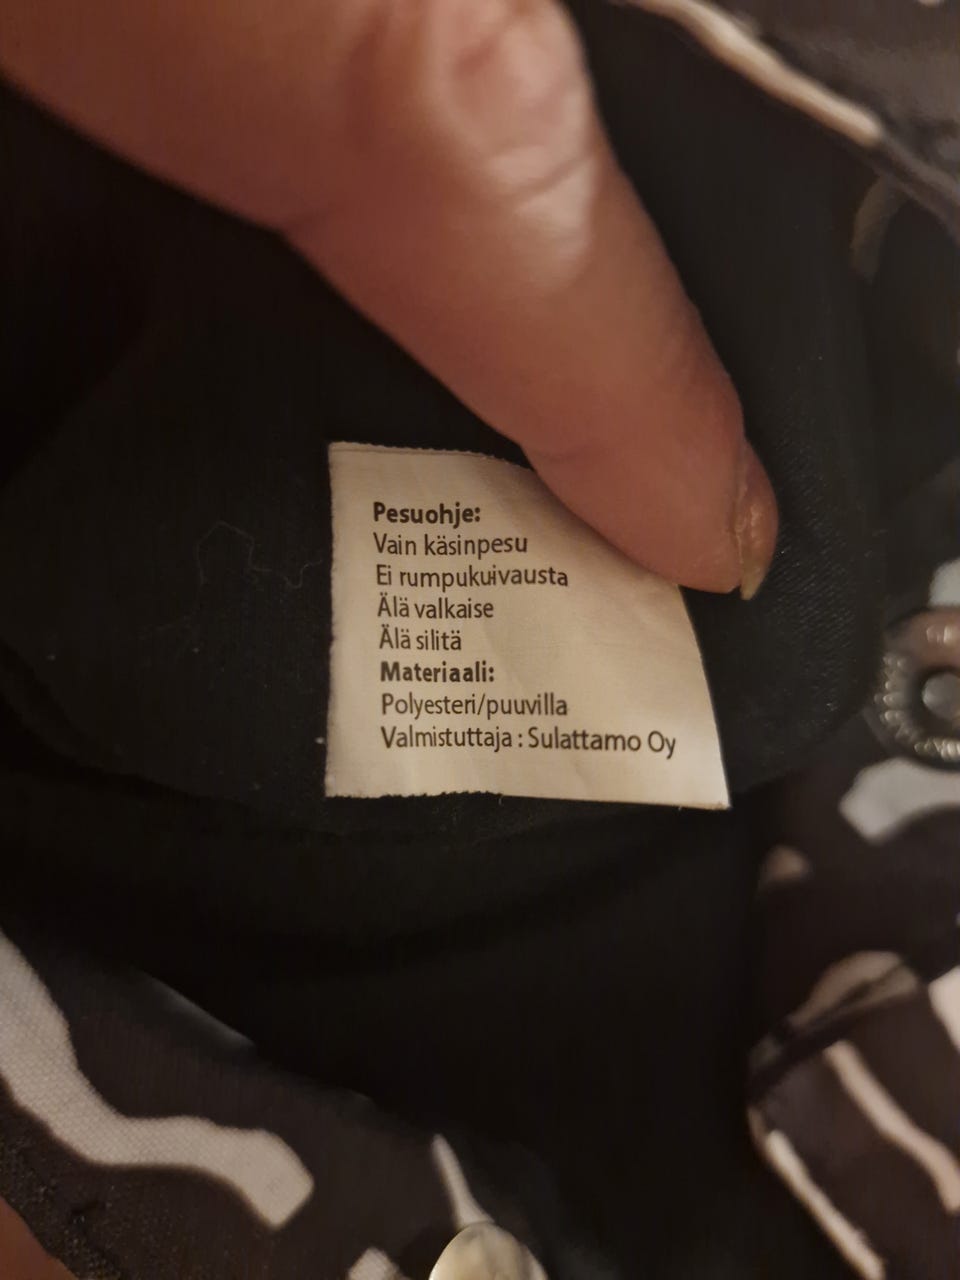 Pesuohje:
Vain käsinpesu
Ei rumpukuivausta
Älä valkaise
Älä silitä
Materiaali:
Polyesteri/puuvilla
Valmistuttaja : Sulattamo Oy